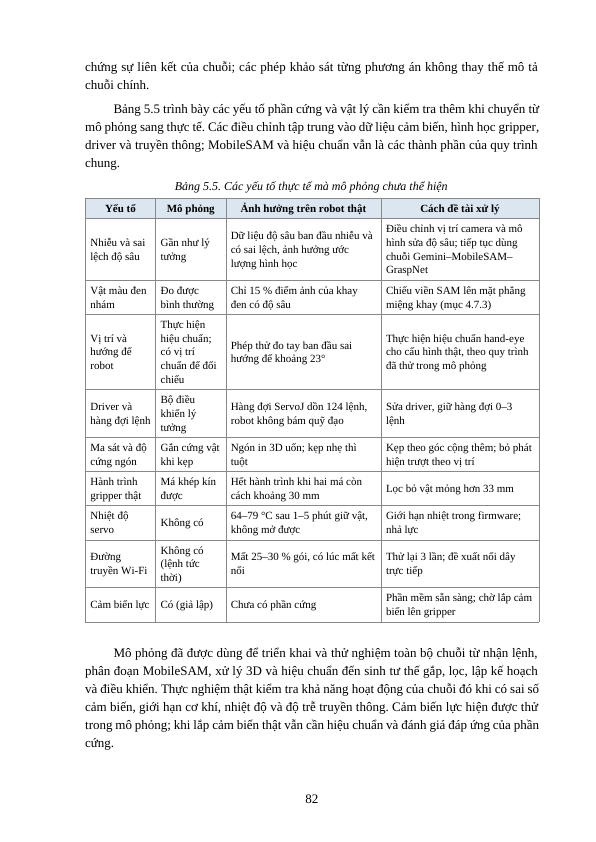 chứng sự liên kết của chuỗi; các phép khảo sát từng phương án không thay thế mô tả
chuỗi chính.
Bảng 5.5 trình bày các yếu tố phần cứng và vật lý cần kiểm tra thêm khi chuyển từ
mô phỏng sang thực tế. Các điều chỉnh tập trung vào dữ liệu cảm biến, hình học gripper,
driver và truyền thông; MobileSAM và hiệu chuẩn vẫn là các thành phần của quy trình
chung.
Bảng 5.5. Các yếu tố thực tế mà mô phỏng chưa thể hiện
Yếu tố Mô phỏng Ảnh hưởng trên robot thật Cách đề tài xử lý
Nhiễu và sai
lệch độ sâu
Gần như lý
tưởng
Dữ liệu độ sâu ban đầu nhiễu và
có sai lệch, ảnh hưởng ước
lượng hình học
Điều chỉnh vị trí camera và mô
hình sửa độ sâu; tiếp tục dùng
chuỗi Gemini–MobileSAM–
GraspNet
Vật màu đen
nhám
Đo được
bình thường
Chỉ 15 % điểm ảnh của khay
đen có độ sâu
Chiếu viền SAM lên mặt phẳng
miệng khay (mục 4.7.3)
Vị trí và
hướng đế
robot
Thực hiện
hiệu chuẩn;
có vị trí
chuẩn để đối
chiếu
Phép thử đo tay ban đầu sai
hướng đế khoảng 23°
Thực hiện hiệu chuẩn hand-eye
cho cấu hình thật, theo quy trình
đã thử trong mô phỏng
Driver và
hàng đợi lệnh
Bộ điều
khiển lý
tưởng
Hàng đợi ServoJ dồn 124 lệnh,
robot không bám quỹ đạo
Sửa driver, giữ hàng đợi 0–3
lệnh
Ma sát và độ
cứng ngón
Gắn cứng vật
khi kẹp
Ngón in 3D uốn; kẹp nhẹ thì
tuột
Kẹp theo góc cộng thêm; bỏ phát
hiện trượt theo vị trí
Hành trình
gripper thật
Má khép kín
được
Hết hành trình khi hai má còn
cách khoảng 30 mm
Lọc bỏ vật mỏng hơn 33 mm
Nhiệt độ
servo
Không có
64–79 °C sau 1–5 phút giữ vật,
không mở được
Giới hạn nhiệt trong firmware;
nhả lực
Đường
truyền Wi-Fi
Không có
(lệnh tức
thời)
Mất 25–30 % gói, có lúc mất kết
nối
Thử lại 3 lần; đề xuất nối dây
trực tiếp
Cảm biến lực
Có (giả lập)
Chưa có phần cứng
Phần mềm sẵn sàng; chờ lắp cảm
biến lên gripper
Mô phỏng đã được dùng để triển khai và thử nghiệm toàn bộ chuỗi từ nhận lệnh,
phân đoạn MobileSAM, xử lý 3D và hiệu chuẩn đến sinh tư thế gắp, lọc, lập kế hoạch
và điều khiển. Thực nghiệm thật kiểm tra khả năng hoạt động của chuỗi đó khi có sai số
cảm biến, giới hạn cơ khí, nhiệt độ và độ trễ truyền thông. Cảm biến lực hiện được thử
trong mô phỏng; khi lắp cảm biến thật vẫn cần hiệu chuẩn và đánh giá đáp ứng của phần
cứng.
82